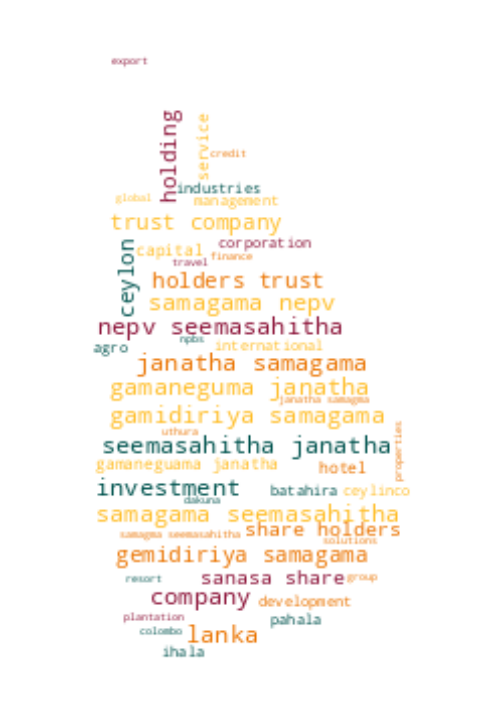 export
holding
service
credit
industries
global
management
trust company
ceylon
capital
corporation
travel
finance
holders trust
samagama nepv
nepv seemasahitha
agro
npbs
international
janatha samagama
gamaneguma janatha
janatha samagma
gamidiriya samagama
uthura
properties
seemasahitha janatha
gamaneguama janatha
hotel
investment
batahira
ceylinco
dakuna
samagama seemasahitha
samagma seemasahitha
share holders
solutions
gemidiriya samagama
resort
sanasa share
group
company
development
plantation
pahala
colombo
lanka
ihala